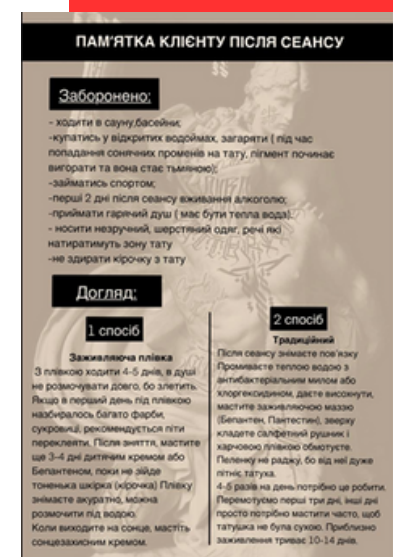 ПАМ'ЯТКА КЛІЄНТУ ПІСЛЯ СЕАНСУ
Заборонено:
- ходити в сауну,басейни;
-купатись у відкритих водоймах, загаряти ( під час
попадання сонячних променів на тату, пігмент починає
вигорати та вона стає тьмяною);
-займатись спортом;
-перші 2 дні після сеансу вживання алкоголю;
-приймати гарячий душ ( має бути тепла вода).
- носити незручний, шерстяний одяг, речі які
натиратимуть зону тату
-не здирати кірочку з тату
Догляд:
1 спосіб
Заживляюча плівка
З плівкою ходити 4-5 днів, в душі
не розмочувати довго, бо злетить.
Якщо в перший день під плівкою
назбиралось багато фарби,
сукровиці, рекомендується піти
переклеяти. Після зняття, мастите
ще 3-4 дні дитячим кремом або
Бепантеном, поки не зійде
тоненька шкірка (кірочка) Плівку
знімаєте акуратно, можна
розмочити під водою.
Коли виходите на сонце, мастіть
сонцезахисним кремом.
2 спосіб
Традиційний
Після сеансу знімаєте пов'язку
Промиваєте теплою водою з
антибактеріальним милом або
хлоргексидином, даєте висохнути,
мастите заживляючою маззю
(Бепантен, Пантестин), зверху
кладете салфетний рушник і
харчовою плівкою обмотуєте.
Пеленку не раджу, бо від неї дуже
пітніє татуха.
4-5 разів на день потрібно це робити.
Перемотуємо перші три дні, інші дні
просто потрібно мастити часто, щоб
татушка не була сухою. Приблизно
заживлення триває 10-14 днів.